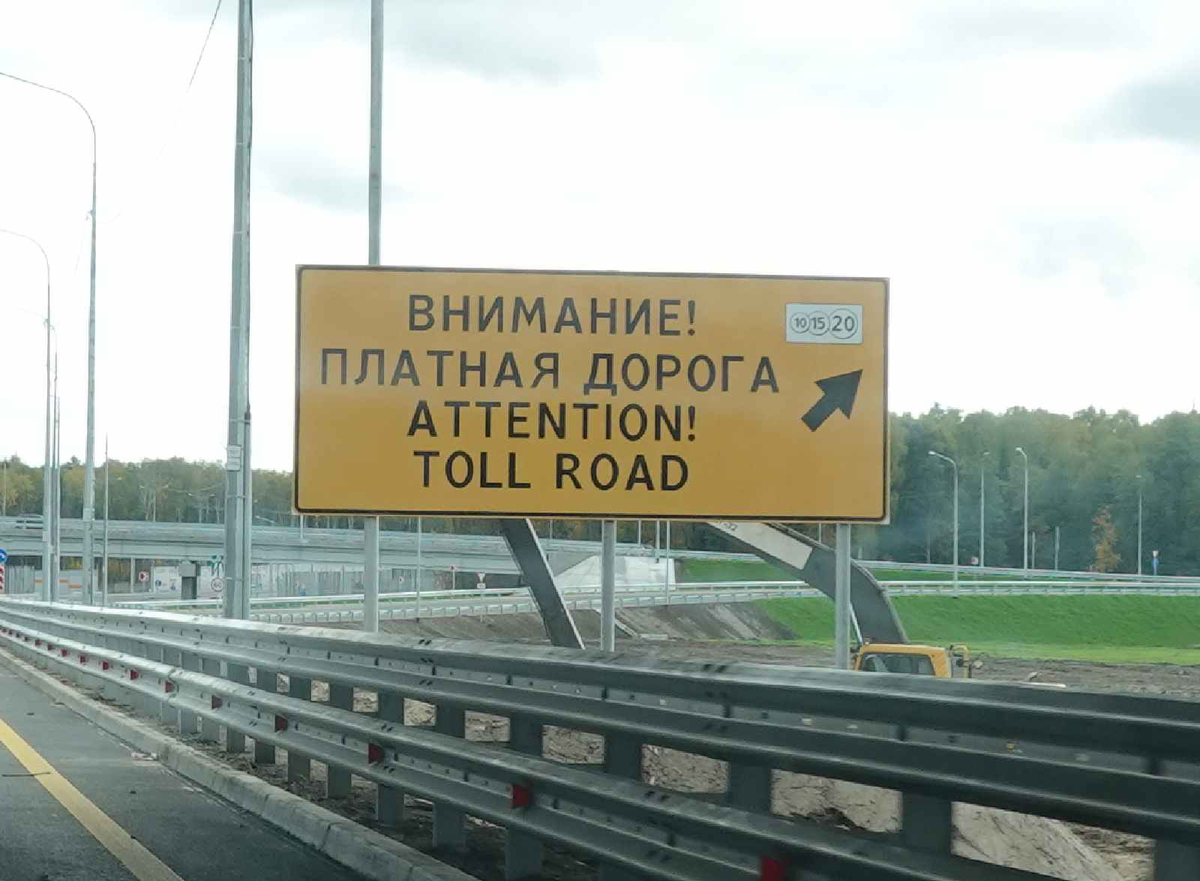 ВНИМАНИЕ!
10 15 20
ПЛАТНАЯ ДОРОГА
ATTENTION!
TOLL ROAD